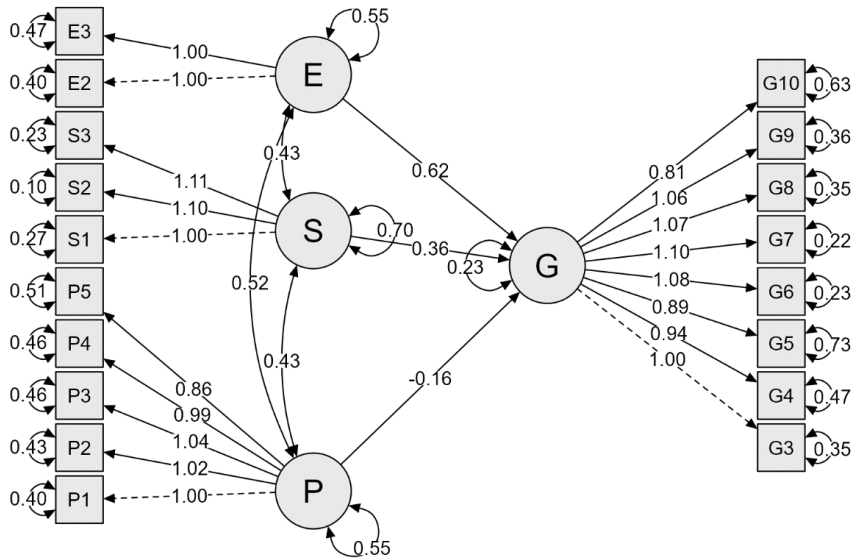 0.47 E3
0.40 E2
0.23 S3
0.10 S2
0.27 S1
0.51 P5
0.46 P4
0.46 P3
0.43 P2
0.40 P1
1.00
1.00
1.11
1.10
1.00
0.86
0.99
1.04
1.02
1.00
0.55
E
0.43
S 0.70
0.52
0.43
P
0.55
0.62
0.36
-0.16
0.23 G
0.81
1.06
1.07
1.10
1.08
0.89
0.94
1.00
G10 0.63
G9 0.36
G8 0.35
G7 0.22
G6 0.23
G5 0.73
G4 0.47
G3 0.35